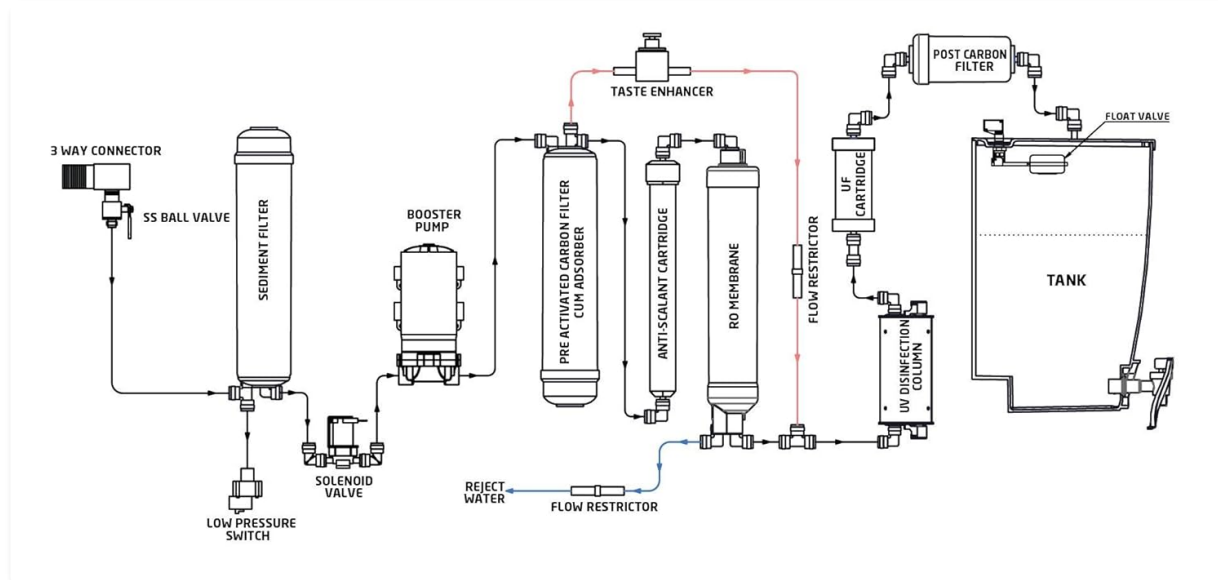 3 WAY CONNECTOR
SS BALL VALVE
SEDIMENT FILTER
LOW PRESSURE
SWITCH
SOLENOID
VALVE
BOOSTER
PUMP
PRE ACTIVATED CARBON FILTER
CUM ADSORBER
TASTE ENHANCER
ANTI-SCALANT CARTRIDGE
RO MEMBRANE
FLOW RESTRICTOR
REJECT
WATER
FLOW RESTRICTOR
UV DISINFECTION
COLUMN
UF
CARTRIDGE
POST CARBON
FILTER
FLOAT VALVE
TANK